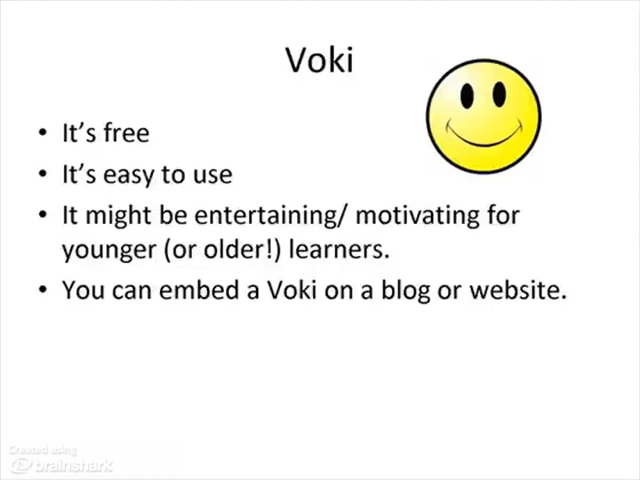 Voki
• It's free
• It's easy to use
• It might be entertaining/ motivating for
younger (or older!) learners.
• You can embed a Voki on a blog or website.
Created using
brainshark